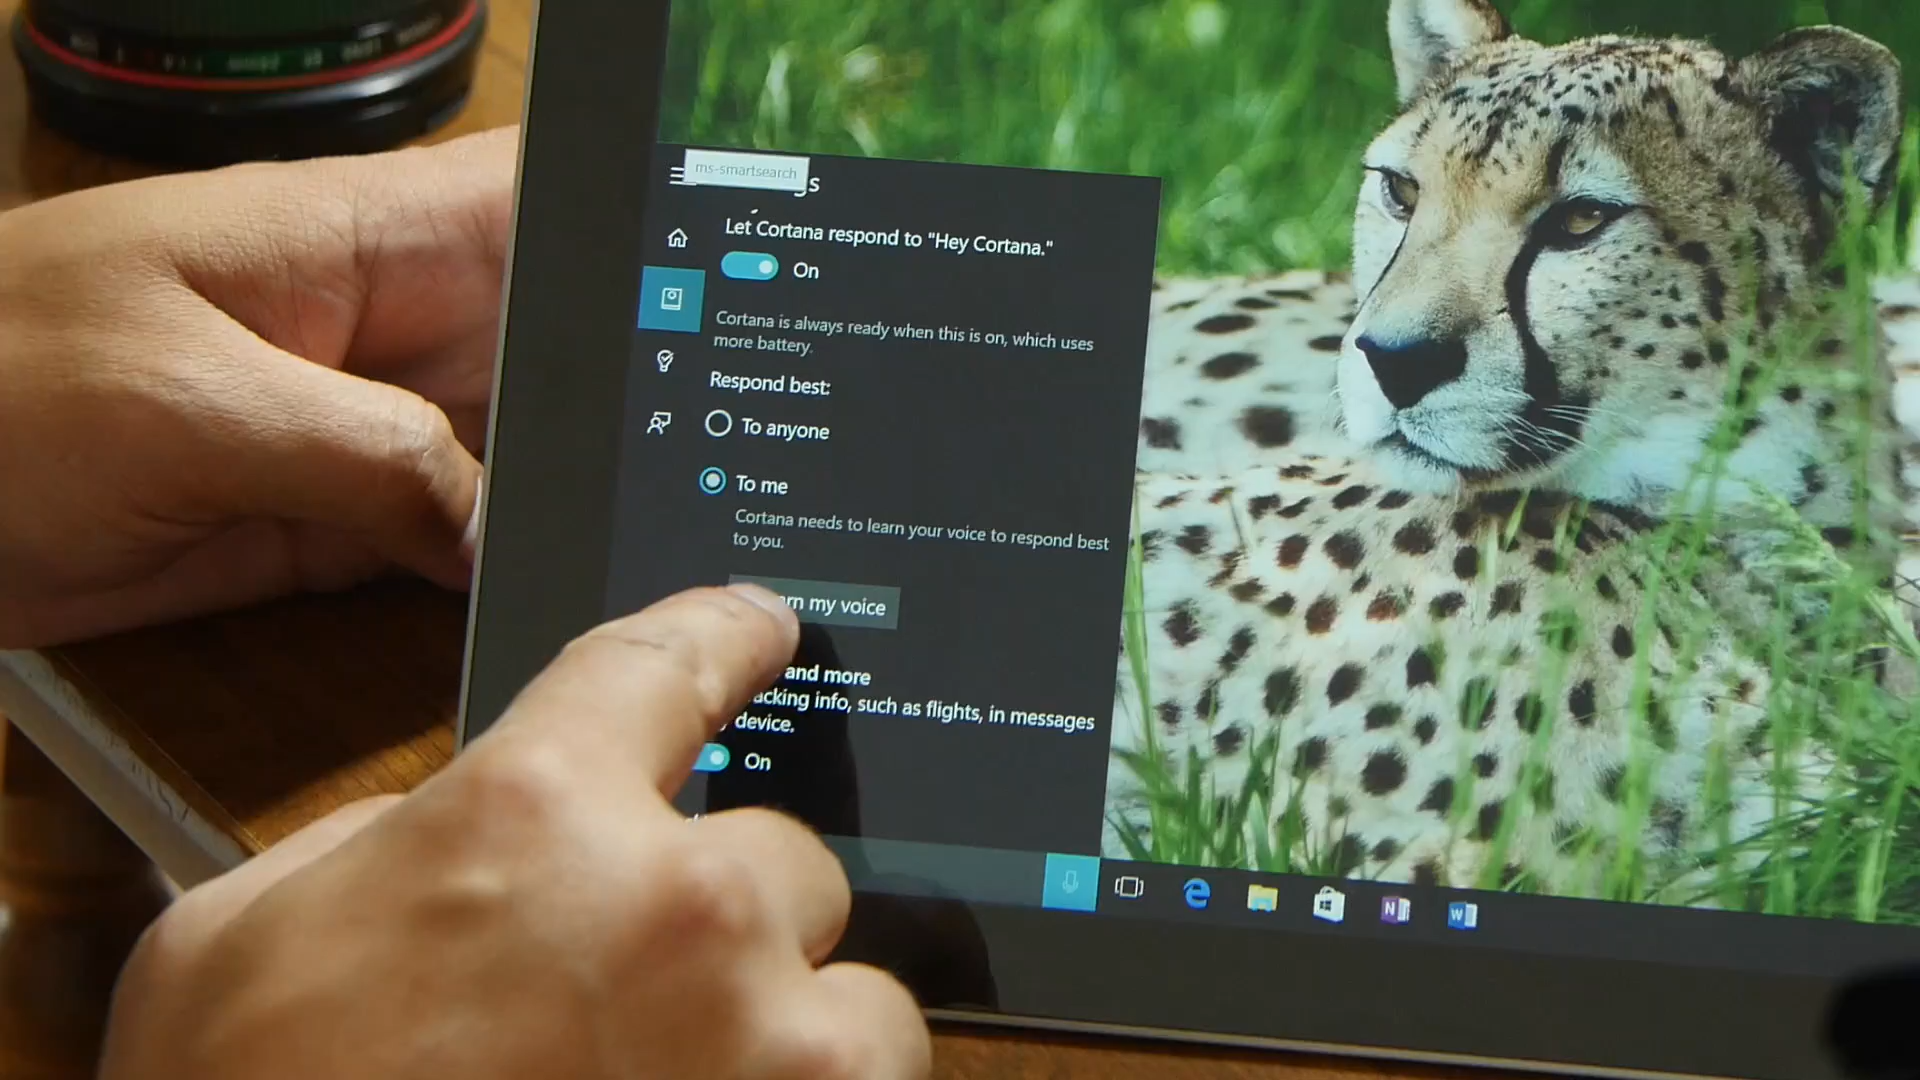 ms-smartsearch
Let Cortana respond to "Hey Cortana."
On
Cortana is always ready when this is on, which uses
more battery.
Respond best:
To anyone
To me
Cortana needs to learn your voice to respond best
to you.
my voice
and more
info, such as flights, in messages
device.
On